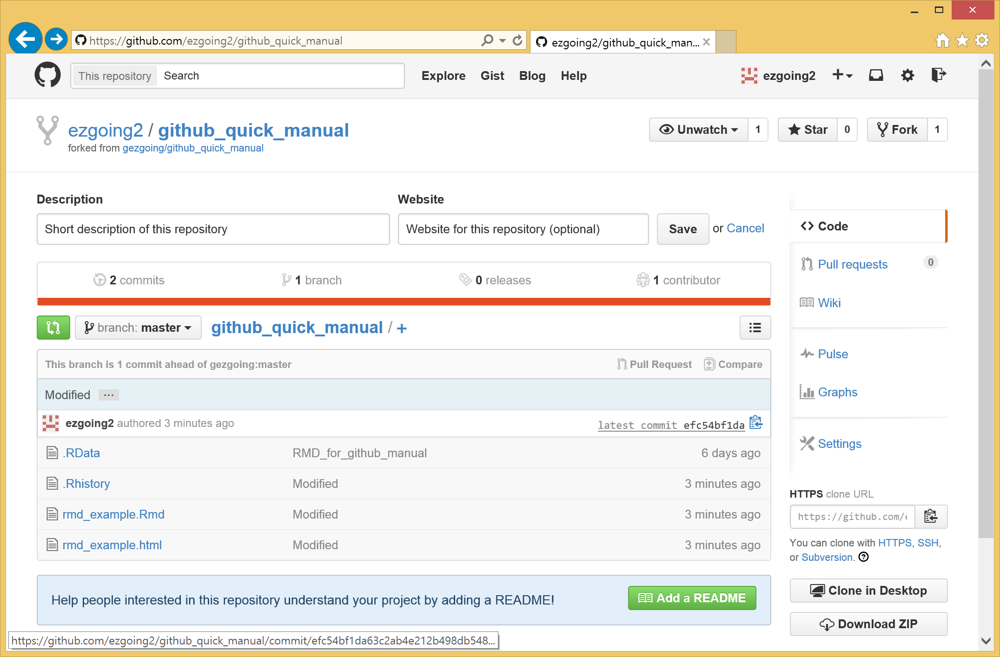 https://github.com/ezgoing2/github_quick_manual
ezgoing2/github_quick_man...
This repository Search Explore Gist Blog Help ezgoing2
ezgoing2 / github_quick_manual
forked from gezgoing/github_quick_manual
Unwatch 1 Star 0 Fork 1
Description Website
Short description of this repository Website for this repository (optional) Save or Cancel
2 commits 1 branch 0 releases 1 contributor
branch: master github_quick_manual / +
This branch is 1 commit ahead of gezgoing:master Pull Request Compare
Modified ...
ezgoing2 authored 3 minutes ago latest commit efc54bf1da
.RData RMD_for_github_manual 6 days ago
.Rhistory Modified 3 minutes ago
rmd_example.Rmd Modified 3 minutes ago
rmd_example.html Modified 3 minutes ago
Help people interested in this repository understand your project by adding a README! Add a README
Code
Pull requests 0
Wiki
Pulse
Graphs
Settings
HTTPS clone URL
https://github.com/
You can clone with HTTPS, SSH,
or Subversion.
Clone in Desktop
Download ZIP
https://github.com/ezgoing2/github_quick_manual/commit/efc54bf1da63c2ab4e212b498db548...